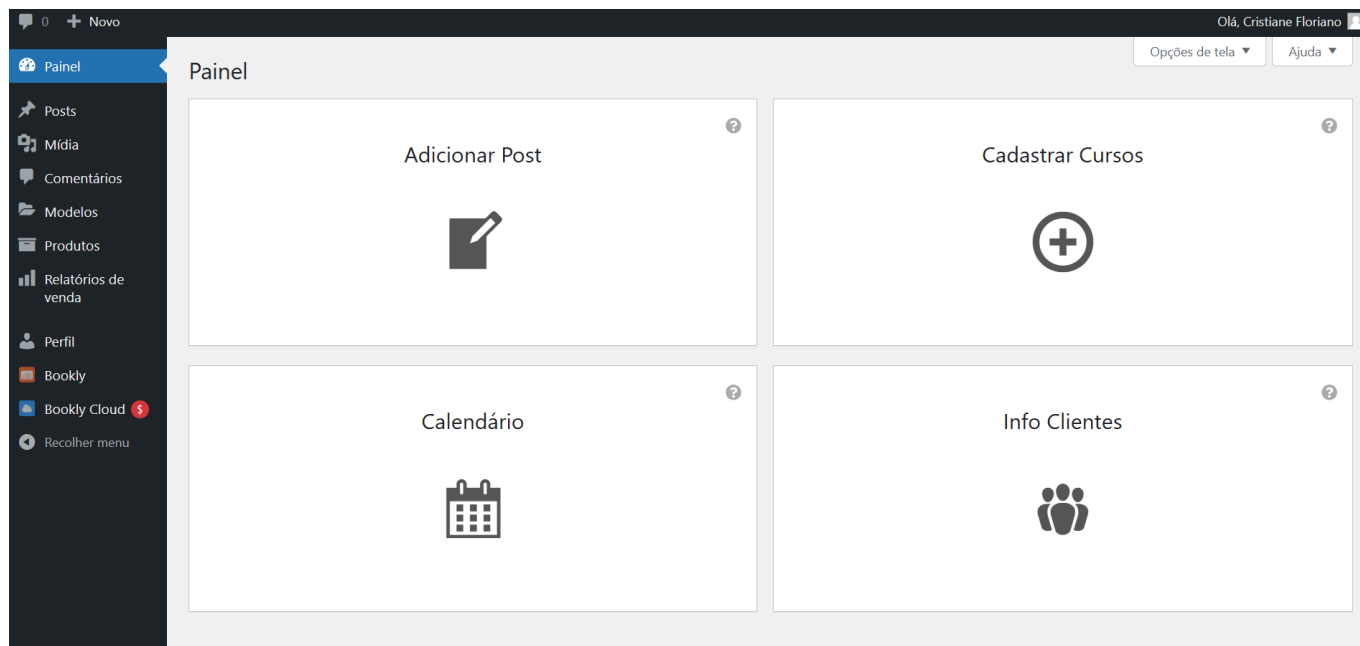 0 Novo
Olá, Cristiane Floriano
Painel
Posts
Mídia
Comentários
Modelos
Produtos
Relatórios de
venda
Perfil
Bookly
Bookly Cloud $
Recolher menu
Opções de tela ▼
Ajuda ▼
Painel
Adicionar Post
Cadastrar Cursos
Calendário
Info Clientes